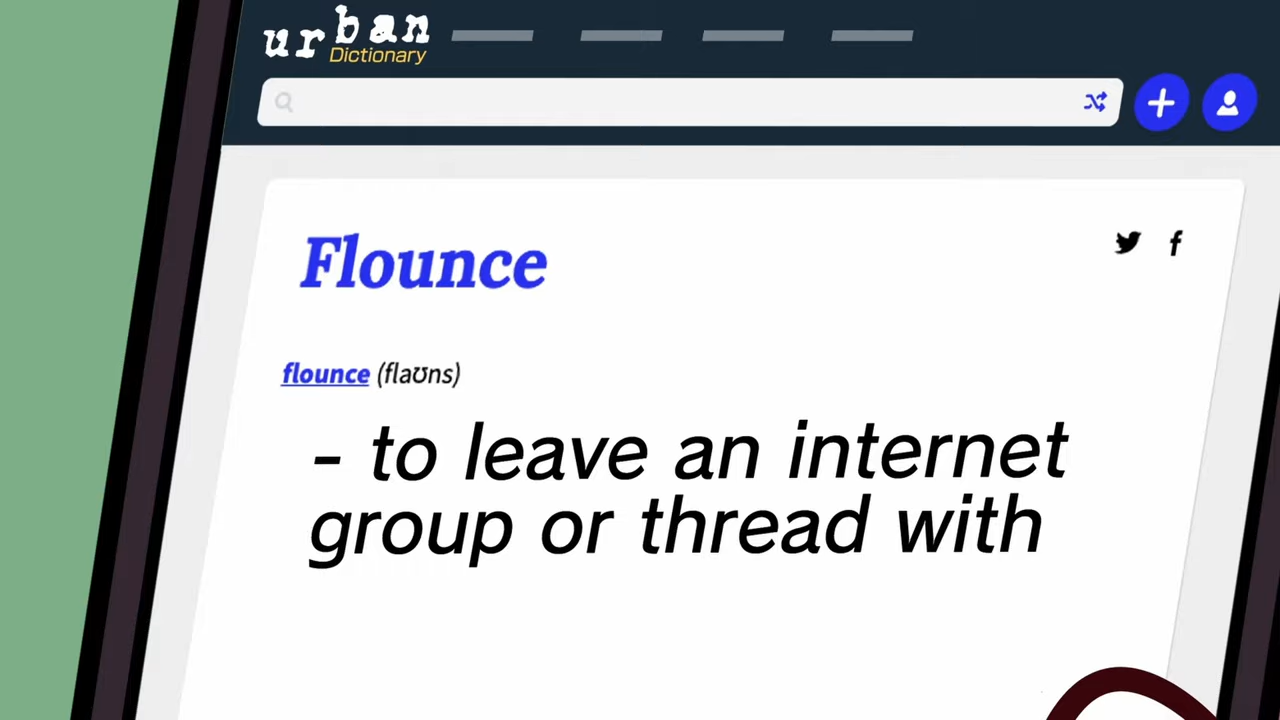 urban
Dictionary
Flounce
flounce (flaʊns)
- to leave an internet
group or thread with